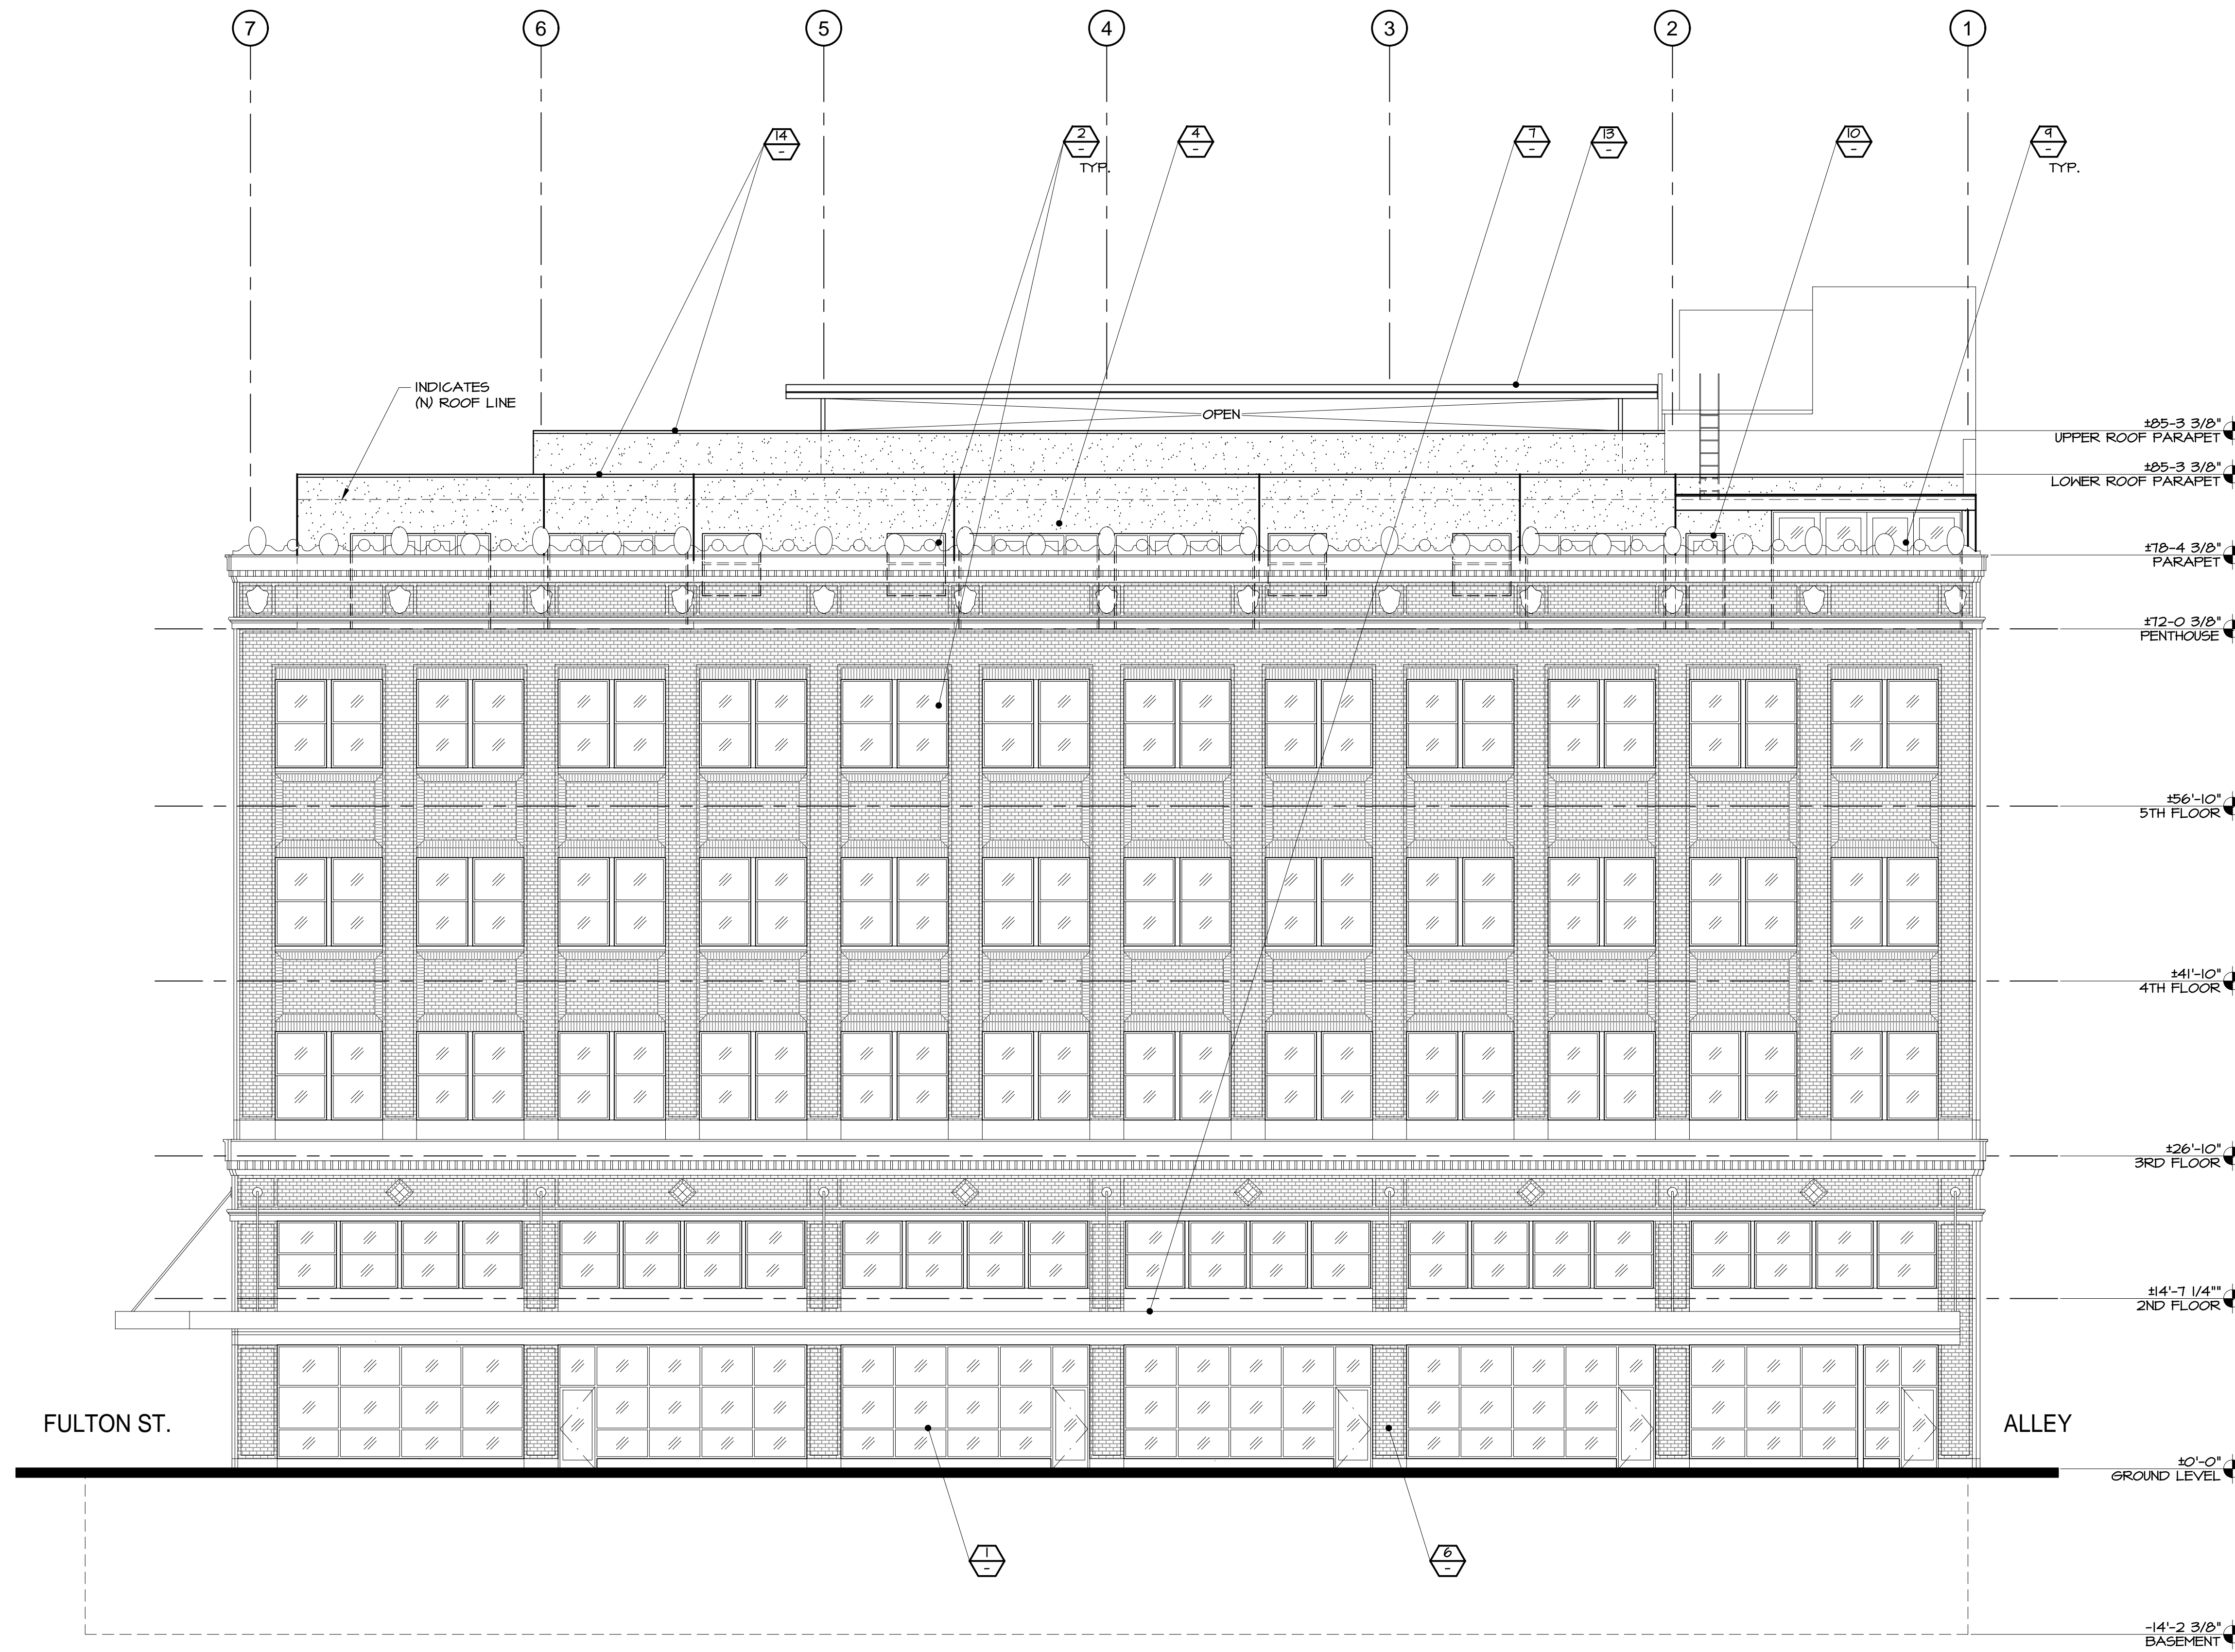 7 6 5 4 3 2 1
14
-
2
-
TYP.
4
-
7
-
13
-
10
-
9
-
TYP.
INDICATES
(N) ROOF LINE
OPEN
±85-3 3/8"
UPPER ROOF PARAPET
±85-3 3/8"
LOWER ROOF PARAPET
±78-4 3/8"
PARAPET
±72-0 3/8"
PENTHOUSE
±56'-10"
5TH FLOOR
±41'-10"
4TH FLOOR
±26'-10"
3RD FLOOR
±14'-7 1/4""
2ND FLOOR
FULTON ST.
ALLEY
±0'-0"
GROUND LEVEL
1
-
6
-
-14'-2 3/8"
BASEMENT